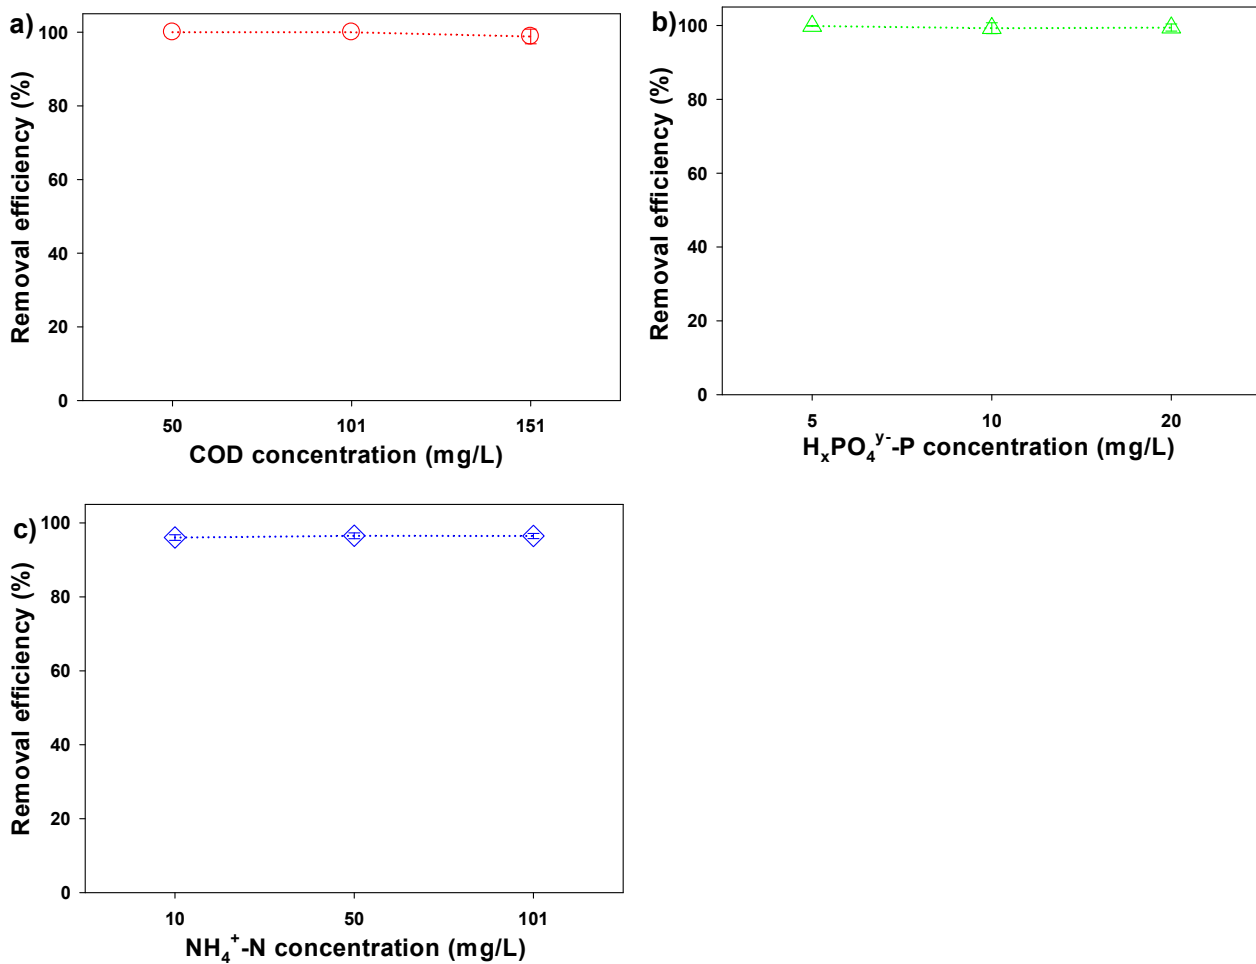 a)
Removal efficiency (%)
100
80
60
40
20
0
50 101 151
COD concentration (mg/L)
b)
Removal efficiency (%)
100
80
60
40
20
0
5 10 20
HₓPO₄ʸ⁻-P concentration (mg/L)
c)
Removal efficiency (%)
100
80
60
40
20
0
10 50 101
NH₄⁺-N concentration (mg/L)